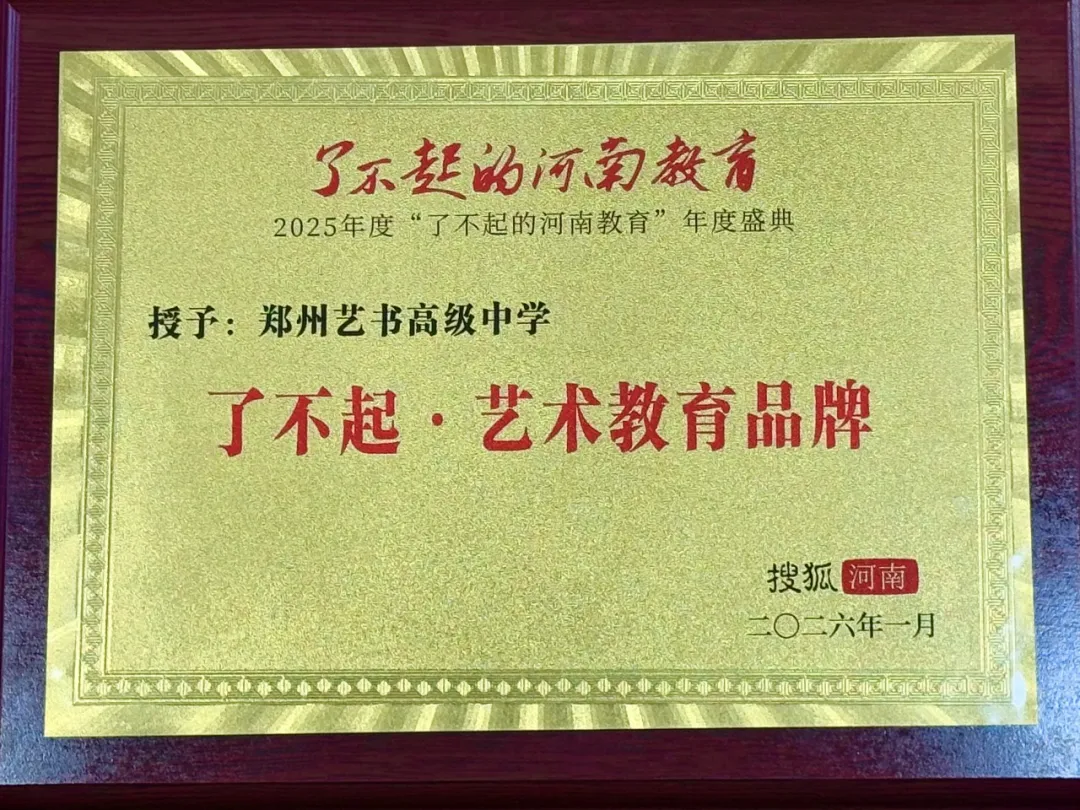 了不起的河南教育
2025年度“了不起的河南教育”年度盛典
授予：郑州艺书高级中学
了不起·艺术教育品牌
搜狐 河南
二〇二六年一月